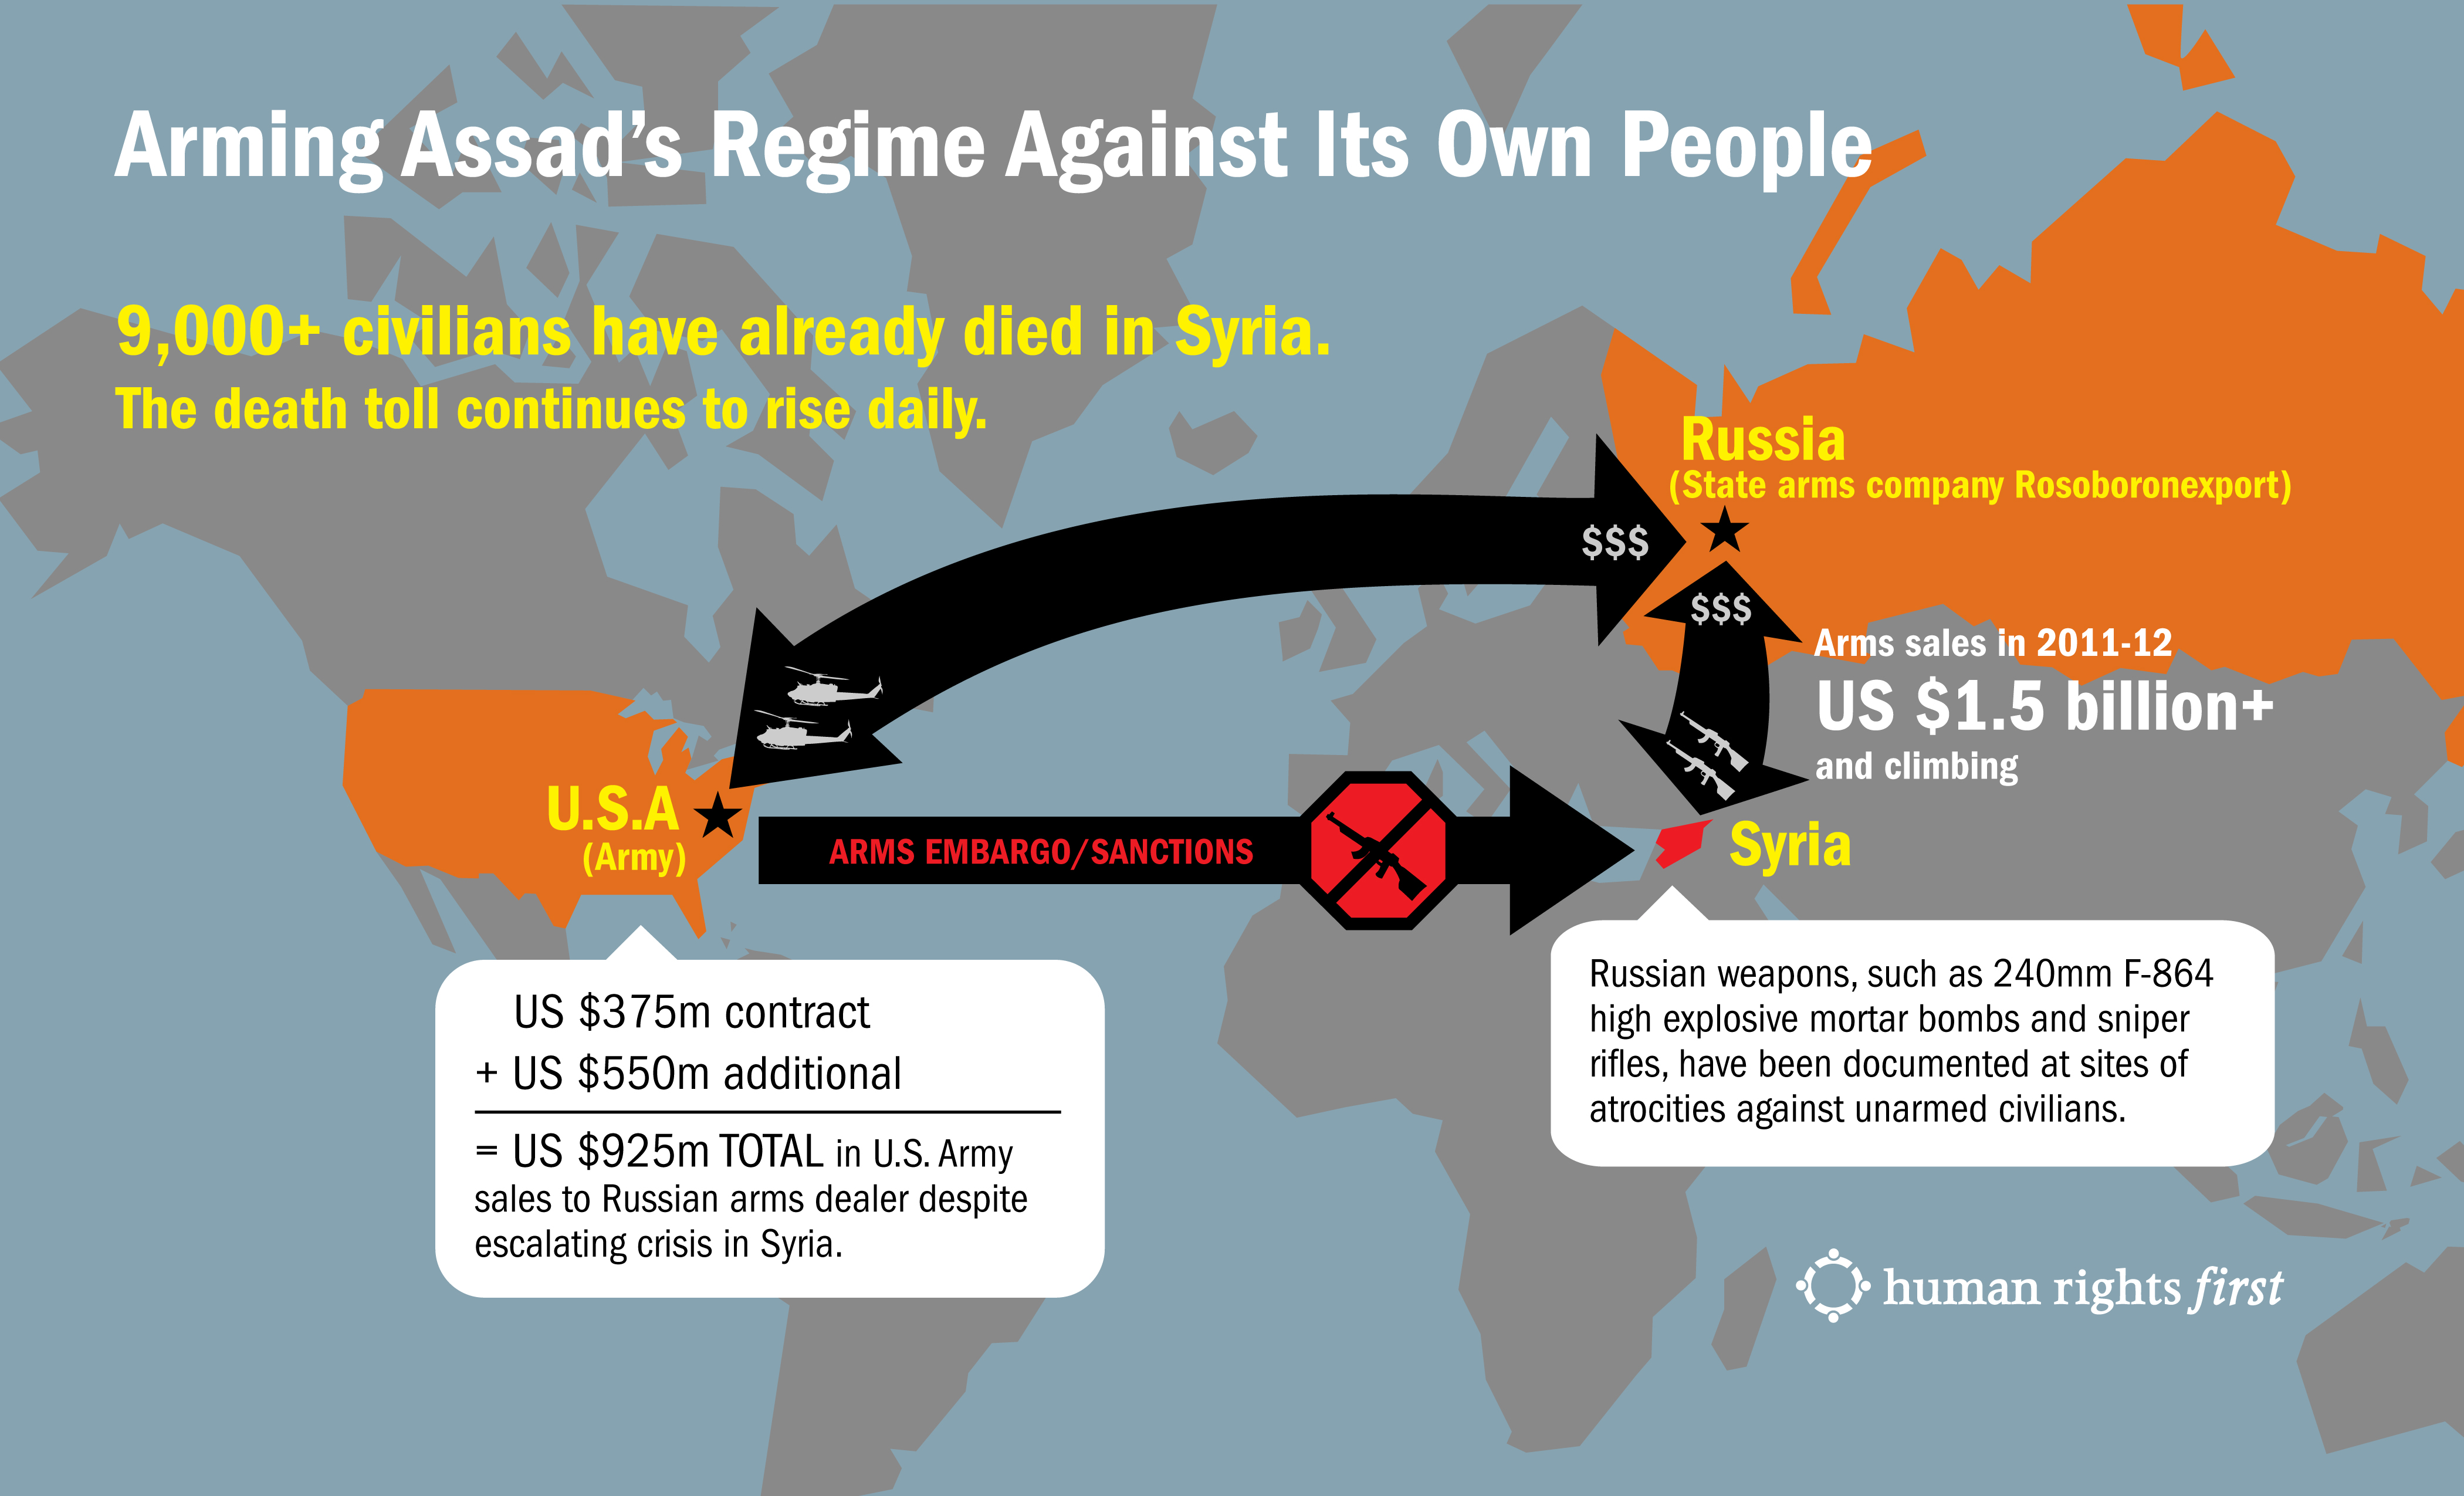 Arming Assad's Regime Against Its Own People
9,000+ civilians have already died in Syria.
The death toll continues to rise daily.
Russia
(State arms company Rosoboronexport)
$$$
$$$
Arms sales in 2011-12
US $1.5 billion+
and climbing
U.S.A
(Army)
ARMS EMBARGO/SANCTIONS
Syria
US $375m contract
+ US $550m additional
= US $925m TOTAL in U.S. Army
sales to Russian arms dealer despite
escalating crisis in Syria.
Russian weapons, such as 240mm F-864
high explosive mortar bombs and sniper
rifles, have been documented at sites of
atrocities against unarmed civilians.
human rights first